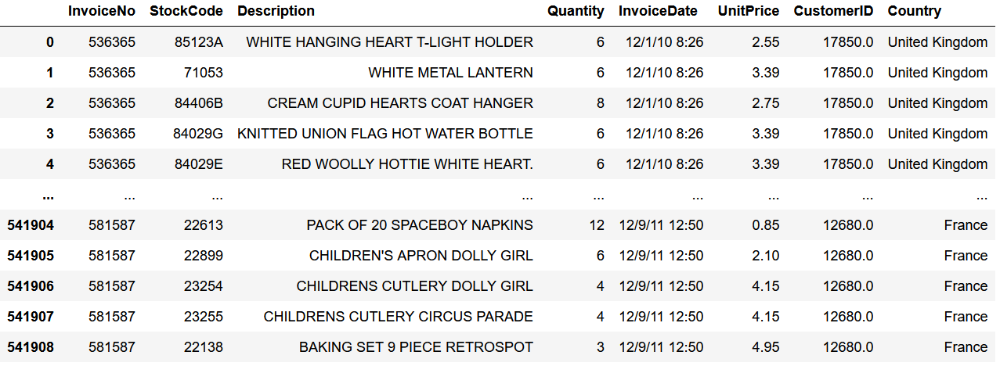 InvoiceNo StockCode Description Quantity InvoiceDate UnitPrice CustomerID Country
0 536365 85123A WHITE HANGING HEART T-LIGHT HOLDER 6 12/1/10 8:26 2.55 17850.0 United Kingdom
1 536365 71053 WHITE METAL LANTERN 6 12/1/10 8:26 3.39 17850.0 United Kingdom
2 536365 84406B CREAM CUPID HEARTS COAT HANGER 8 12/1/10 8:26 2.75 17850.0 United Kingdom
3 536365 84029G KNITTED UNION FLAG HOT WATER BOTTLE 6 12/1/10 8:26 3.39 17850.0 United Kingdom
4 536365 84029E RED WOOLLY HOTTIE WHITE HEART. 6 12/1/10 8:26 3.39 17850.0 United Kingdom
... ... ... ... ... ... ... ... ...
541904 581587 22613 PACK OF 20 SPACEBOY NAPKINS 12 12/9/11 12:50 0.85 12680.0 France
541905 581587 22899 CHILDREN'S APRON DOLLY GIRL 6 12/9/11 12:50 2.10 12680.0 France
541906 581587 23254 CHILDRENS CUTLERY DOLLY GIRL 4 12/9/11 12:50 4.15 12680.0 France
541907 581587 23255 CHILDRENS CUTLERY CIRCUS PARADE 4 12/9/11 12:50 4.15 12680.0 France
541908 581587 22138 BAKING SET 9 PIECE RETROSPOT 3 12/9/11 12:50 4.95 12680.0 France